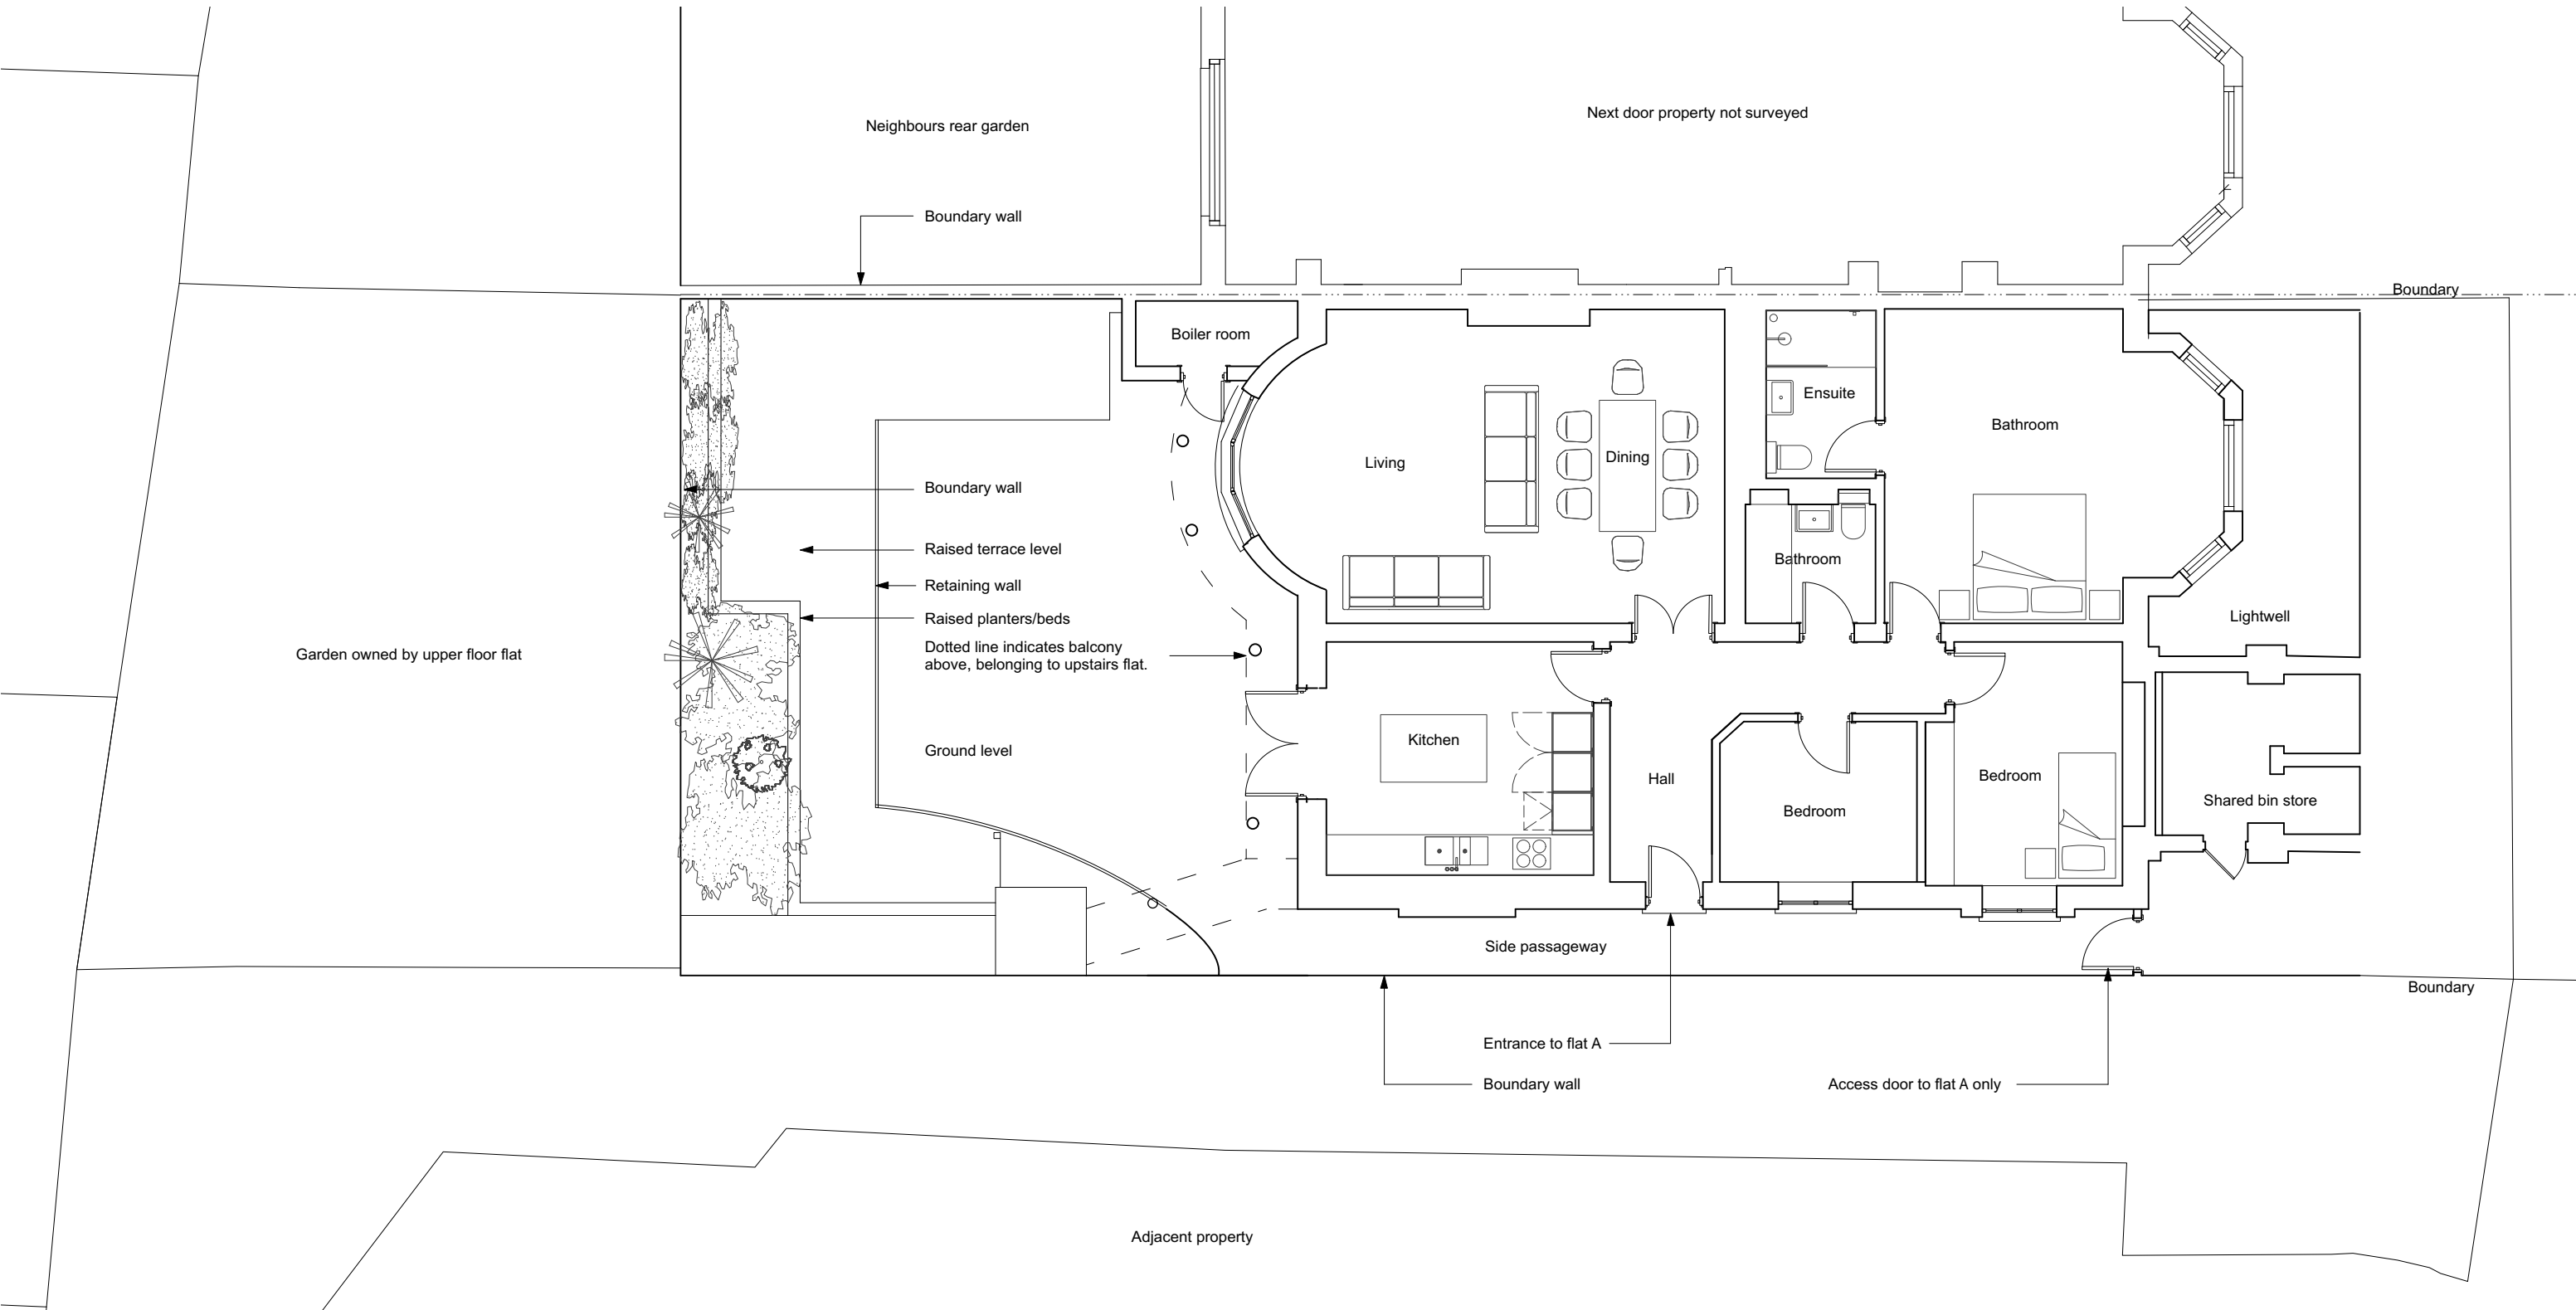 Next door property not surveyed
Neighbours rear garden
Boundary wall
Boundary
Boiler room
Ensuite
Bathroom
Living
Dining
Boundary wall
Raised terrace level
Bathroom
Retaining wall
Raised planters/beds
Lightwell
Dotted line indicates balcony
above, belonging to upstairs flat.
Garden owned by upper floor flat
Kitchen
Ground level
Hall
Bedroom
Bedroom
Shared bin store
Side passageway
Boundary
Entrance to flat A
Boundary wall
Access door to flat A only
Adjacent property